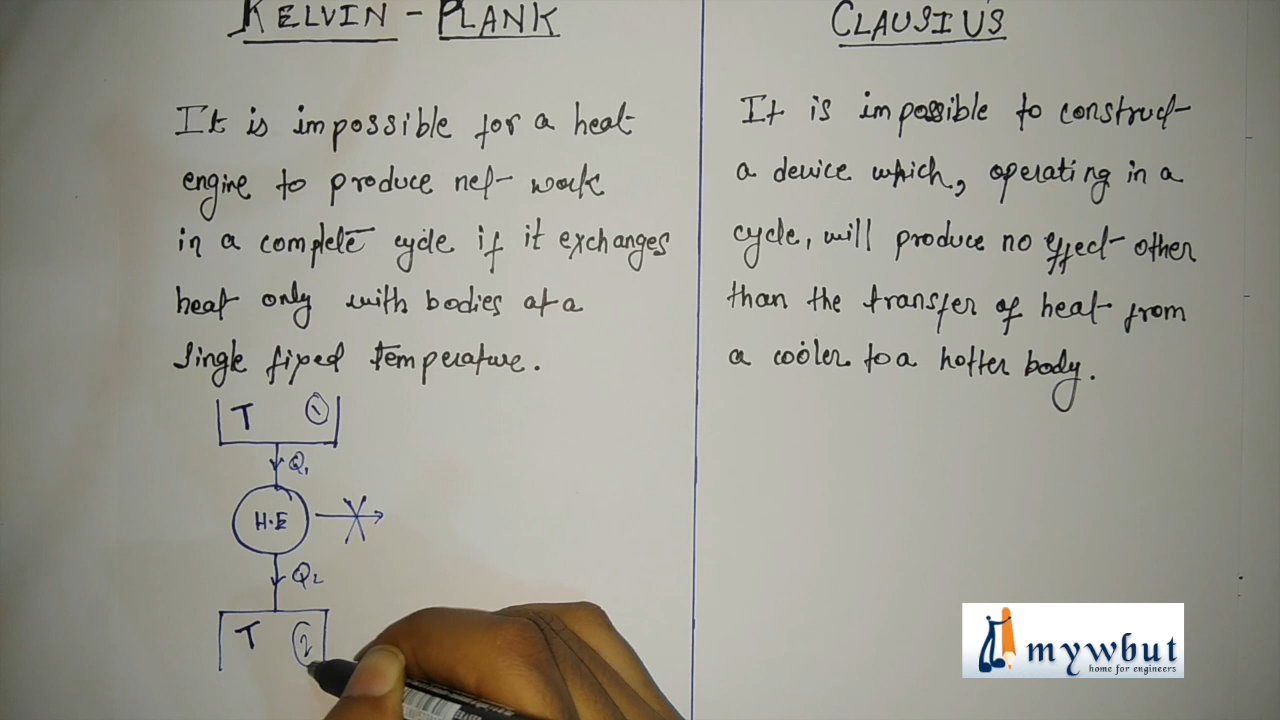 KELVIN - PLANK
It is impossible for a heat
engine to produce net work
in a complete cycle if it exchanges
heat only with bodies at a
single fixed temperature.
T 1
Q1
H.E
Q2
T 2
CLAUSIUS
It is impossible to construct
a device which, operating in a
cycle, will produce no effect other
than the transfer of heat from
a cooler to a hotter body.
mywbut
home for engineers